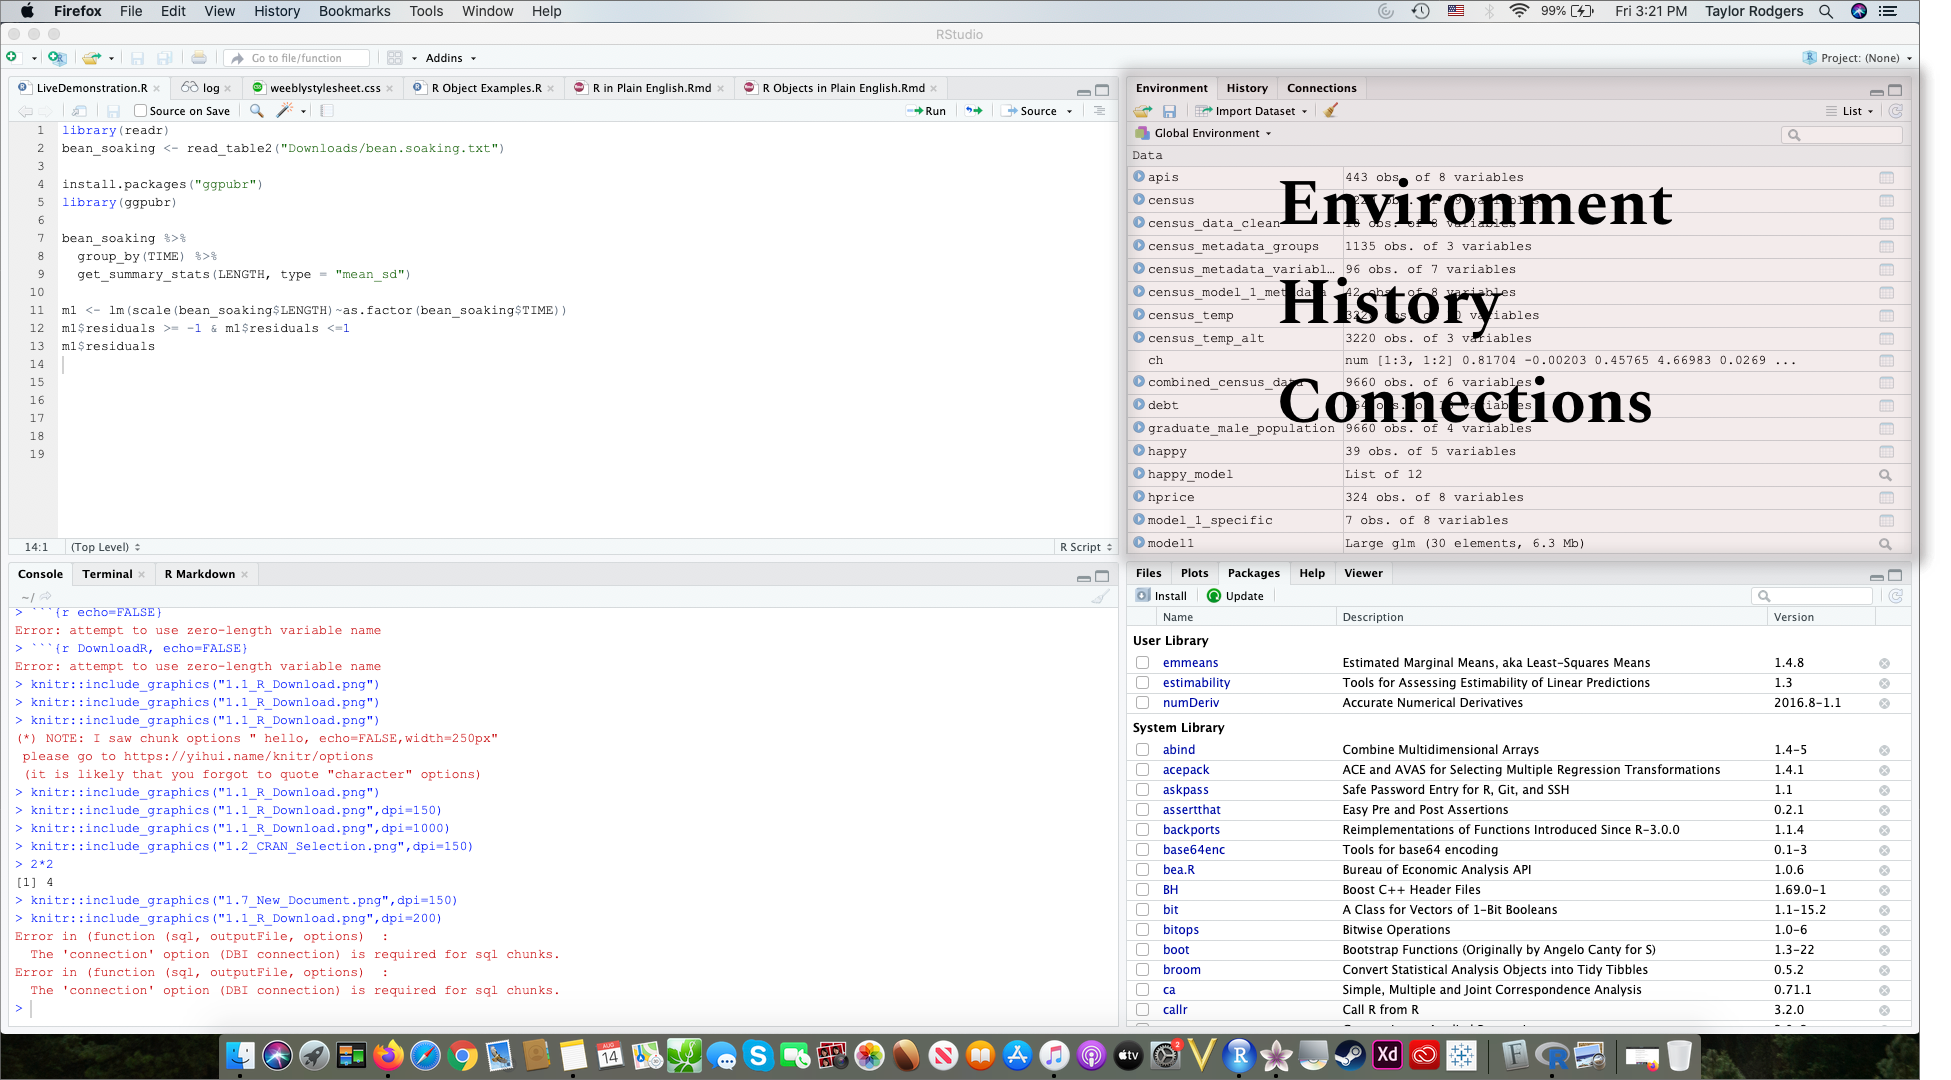 Firefox File Edit View History Bookmarks Tools Window Help 99% Fri 3:21 PM Taylor Rodgers
RStudio
Go to file/function Addins Project: (None)
LiveDemonstration.R log weeblystylesheet.css R Object Examples.R R in Plain English.Rmd R Objects in Plain English.Rmd
Source on Save Run Source
1 library(readr)
2 bean_soaking <- read_table2("Downloads/bean.soaking.txt")
3
4 install.packages("ggpubr")
5 library(ggpubr)
6
7 bean_soaking %>%
8 group_by(TIME) %>%
9 get_summary_stats(LENGTH, type = "mean_sd")
10
11 m1 <- lm(scale(bean_soaking$LENGTH)~as.factor(bean_soaking$TIME))
12 m1$residuals >= -1 & m1$residuals <=1
13 m1$residuals
14
15
16
17
18
19
14:1 (Top Level) R Script
Environment History Connections
Import Dataset List
Global Environment
Data
apis 443 obs. of 8 variables
census
census_data_clean obs. of 8 variables
census_metadata_groups 1135 obs. of 3 variables
census_metadata_variabl… 96 obs. of 7 variables
census_model_1_metadata 42 obs. of 8 variables
census_temp
census_temp_alt 3220 obs. of 3 variables
ch num [1:3, 1:2] 0.81704 -0.00203 0.45765 4.66983 0.0269 ...
combined_census_data 9660 obs. of 6 variables
debt
graduate_male_population 9660 obs. of 4 variables
happy 39 obs. of 5 variables
happy_model List of 12
hprice 324 obs. of 8 variables
model_1_specific 7 obs. of 8 variables
model1 Large glm (30 elements, 6.3 Mb)
Environment
History
Connections
Console Terminal R Markdown
~/
> ```{r echo=FALSE}
Error: attempt to use zero-length variable name
> ```{r DownloadR, echo=FALSE}
Error: attempt to use zero-length variable name
> knitr::include_graphics("1.1_R_Download.png")
> knitr::include_graphics("1.1_R_Download.png")
> knitr::include_graphics("1.1_R_Download.png")
(*) NOTE: I saw chunk options " hello, echo=FALSE,width=250px"
please go to https://yihui.name/knitr/options
(it is likely that you forgot to quote "character" options)
> knitr::include_graphics("1.1_R_Download.png")
> knitr::include_graphics("1.1_R_Download.png",dpi=150)
> knitr::include_graphics("1.1_R_Download.png",dpi=1000)
> knitr::include_graphics("1.2_CRAN_Selection.png",dpi=150)
> 2*2
[1] 4
> knitr::include_graphics("1.7_New_Document.png",dpi=150)
> knitr::include_graphics("1.1_R_Download.png",dpi=200)
Error in (function (sql, outputFile, options) :
The 'connection' option (DBI connection) is required for sql chunks.
Error in (function (sql, outputFile, options) :
The 'connection' option (DBI connection) is required for sql chunks.
>
Files Plots Packages Help Viewer
Install Update
Name Description Version
User Library
emmeans Estimated Marginal Means, aka Least-Squares Means 1.4.8
estimability Tools for Assessing Estimability of Linear Predictions 1.3
numDeriv Accurate Numerical Derivatives 2016.8-1.1
System Library
abind Combine Multidimensional Arrays 1.4-5
acepack ACE and AVAS for Selecting Multiple Regression Transformations 1.4.1
askpass Safe Password Entry for R, Git, and SSH 1.1
assertthat Easy Pre and Post Assertions 0.2.1
backports Reimplementations of Functions Introduced Since R-3.0.0 1.1.4
base64enc Tools for base64 encoding 0.1-3
bea.R Bureau of Economic Analysis API 1.0.6
BH Boost C++ Header Files 1.69.0-1
bit A Class for Vectors of 1-Bit Booleans 1.1-15.2
bitops Bitwise Operations 1.0-6
boot Bootstrap Functions (Originally by Angelo Canty for S) 1.3-22
broom Convert Statistical Analysis Objects into Tidy Tibbles 0.5.2
ca Simple, Multiple and Joint Correspondence Analysis 0.71.1
callr Call R from R 3.2.0
AUG
14
tv
2
Xd